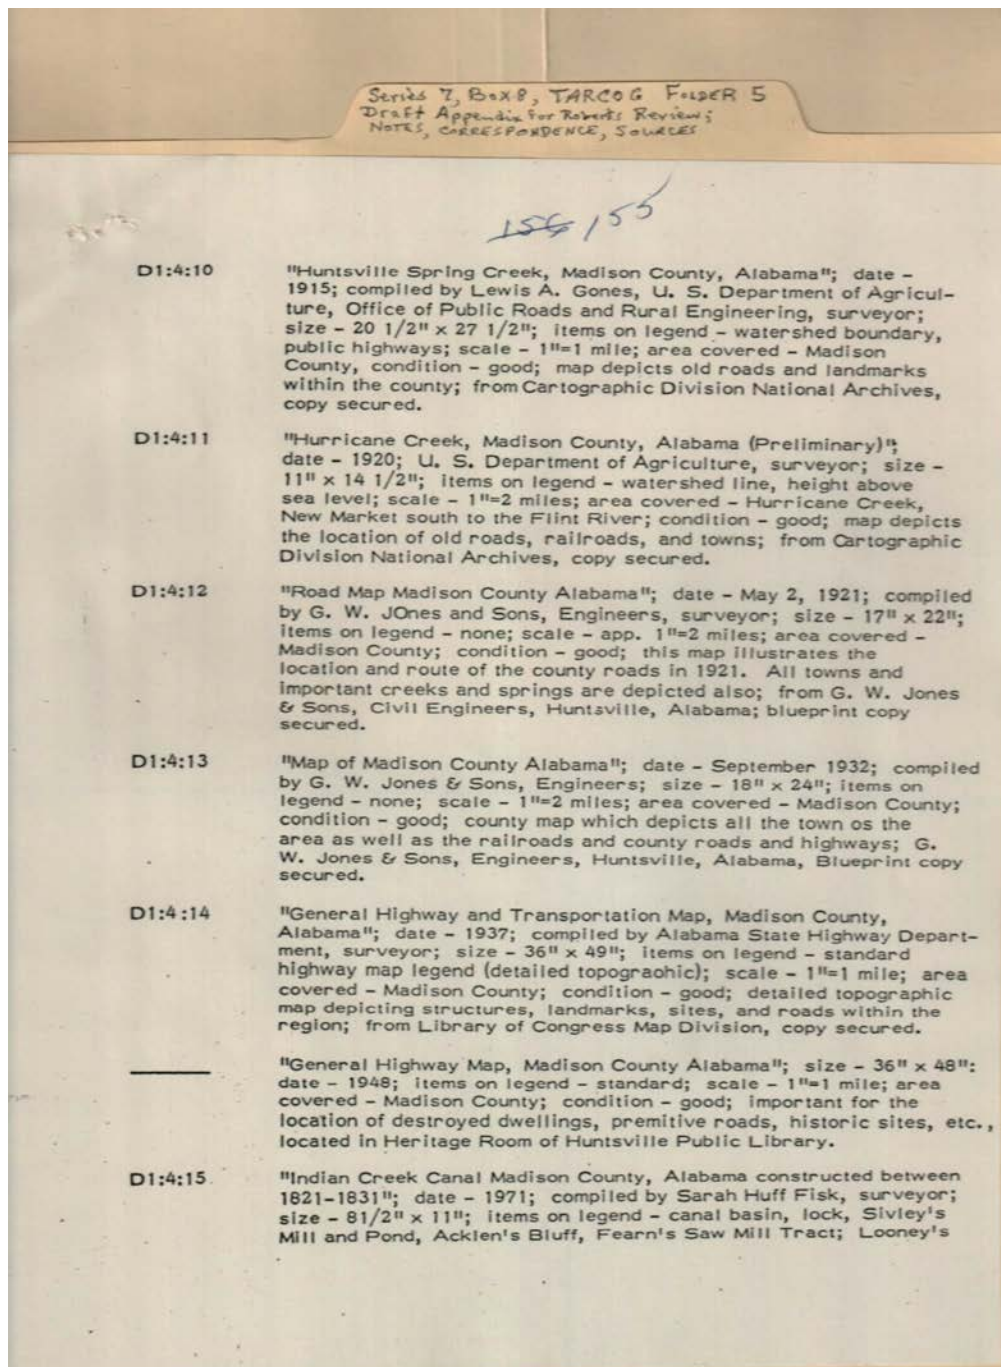 Series 7, Box 8, TARCOG FOLDER 5
Draft Appendix for Roberts Review;
NOTES, CORRESPONDENCE, SOURCES
156 155
D1:4:10 "Huntsville Spring Creek, Madison County, Alabama"; date -
1915; compiled by Lewis A. Gones, U. S. Department of Agricul-
ture, Office of Public Roads and Rural Engineering, surveyor;
size - 20 1/2" x 27 1/2"; items on legend - watershed boundary,
public highways; scale - 1"=1 mile; area covered - Madison
County, condition - good; map depicts old roads and landmarks
within the county; from Cartographic Division National Archives,
copy secured.
D1:4:11 "Hurricane Creek, Madison County, Alabama (Preliminary)";
date - 1920; U. S. Department of Agriculture, surveyor; size -
11" x 14 1/2"; items on legend - watershed line, height above
sea level; scale - 1"=2 miles; area covered - Hurricane Creek,
New Market south to the Flint River; condition - good; map depicts
the location of old roads, railroads, and towns; from Cartographic
Division National Archives, copy secured.
D1:4:12 "Road Map Madison County Alabama"; date - May 2, 1921; compiled
by G. W. JOnes and Sons, Engineers, surveyor; size - 17" x 22";
items on legend - none; scale - app. 1"=2 miles; area covered -
Madison County; condition - good; this map illustrates the
location and route of the county roads in 1921. All towns and
important creeks and springs are depicted also; from G. W. Jones
& Sons, Civil Engineers, Huntsville, Alabama; blueprint copy
secured.
D1:4:13 "Map of Madison County Alabama"; date - September 1932; compiled
by G. W. Jones & Sons, Engineers; size - 18" x 24"; items on
legend - none; scale - 1"=2 miles; area covered - Madison County;
condition - good; county map which depicts all the town os the
area as well as the railroads and county roads and highways; G.
W. Jones & Sons, Engineers, Huntsville, Alabama, Blueprint copy
secured.
D1:4:14 "General Highway and Transportation Map, Madison County,
Alabama"; date - 1937; compiled by Alabama State Highway Depart-
ment, surveyor; size - 36" x 49"; items on legend - standard
highway map legend (detailed topograohic); scale - 1"=1 mile; area
covered - Madison County; condition - good; detailed topographic
map depicting structures, landmarks, sites, and roads within the
region; from Library of Congress Map Division, copy secured.
"General Highway Map, Madison County Alabama"; size - 36" x 48":
date - 1948; items on legend - standard; scale - 1"=1 mile; area
covered - Madison County; condition - good; important for the
location of destroyed dwellings, premitive roads, historic sites, etc.,
located in Heritage Room of Huntsville Public Library.
D1:4:15 "Indian Creek Canal Madison County, Alabama constructed between
1821-1831"; date - 1971; compiled by Sarah Huff Fisk, surveyor;
size - 81/2" x 11"; items on legend - canal basin, lock, Sivley's
Mill and Pond, Acklen's Bluff, Fearn's Saw Mill Tract; Looney's